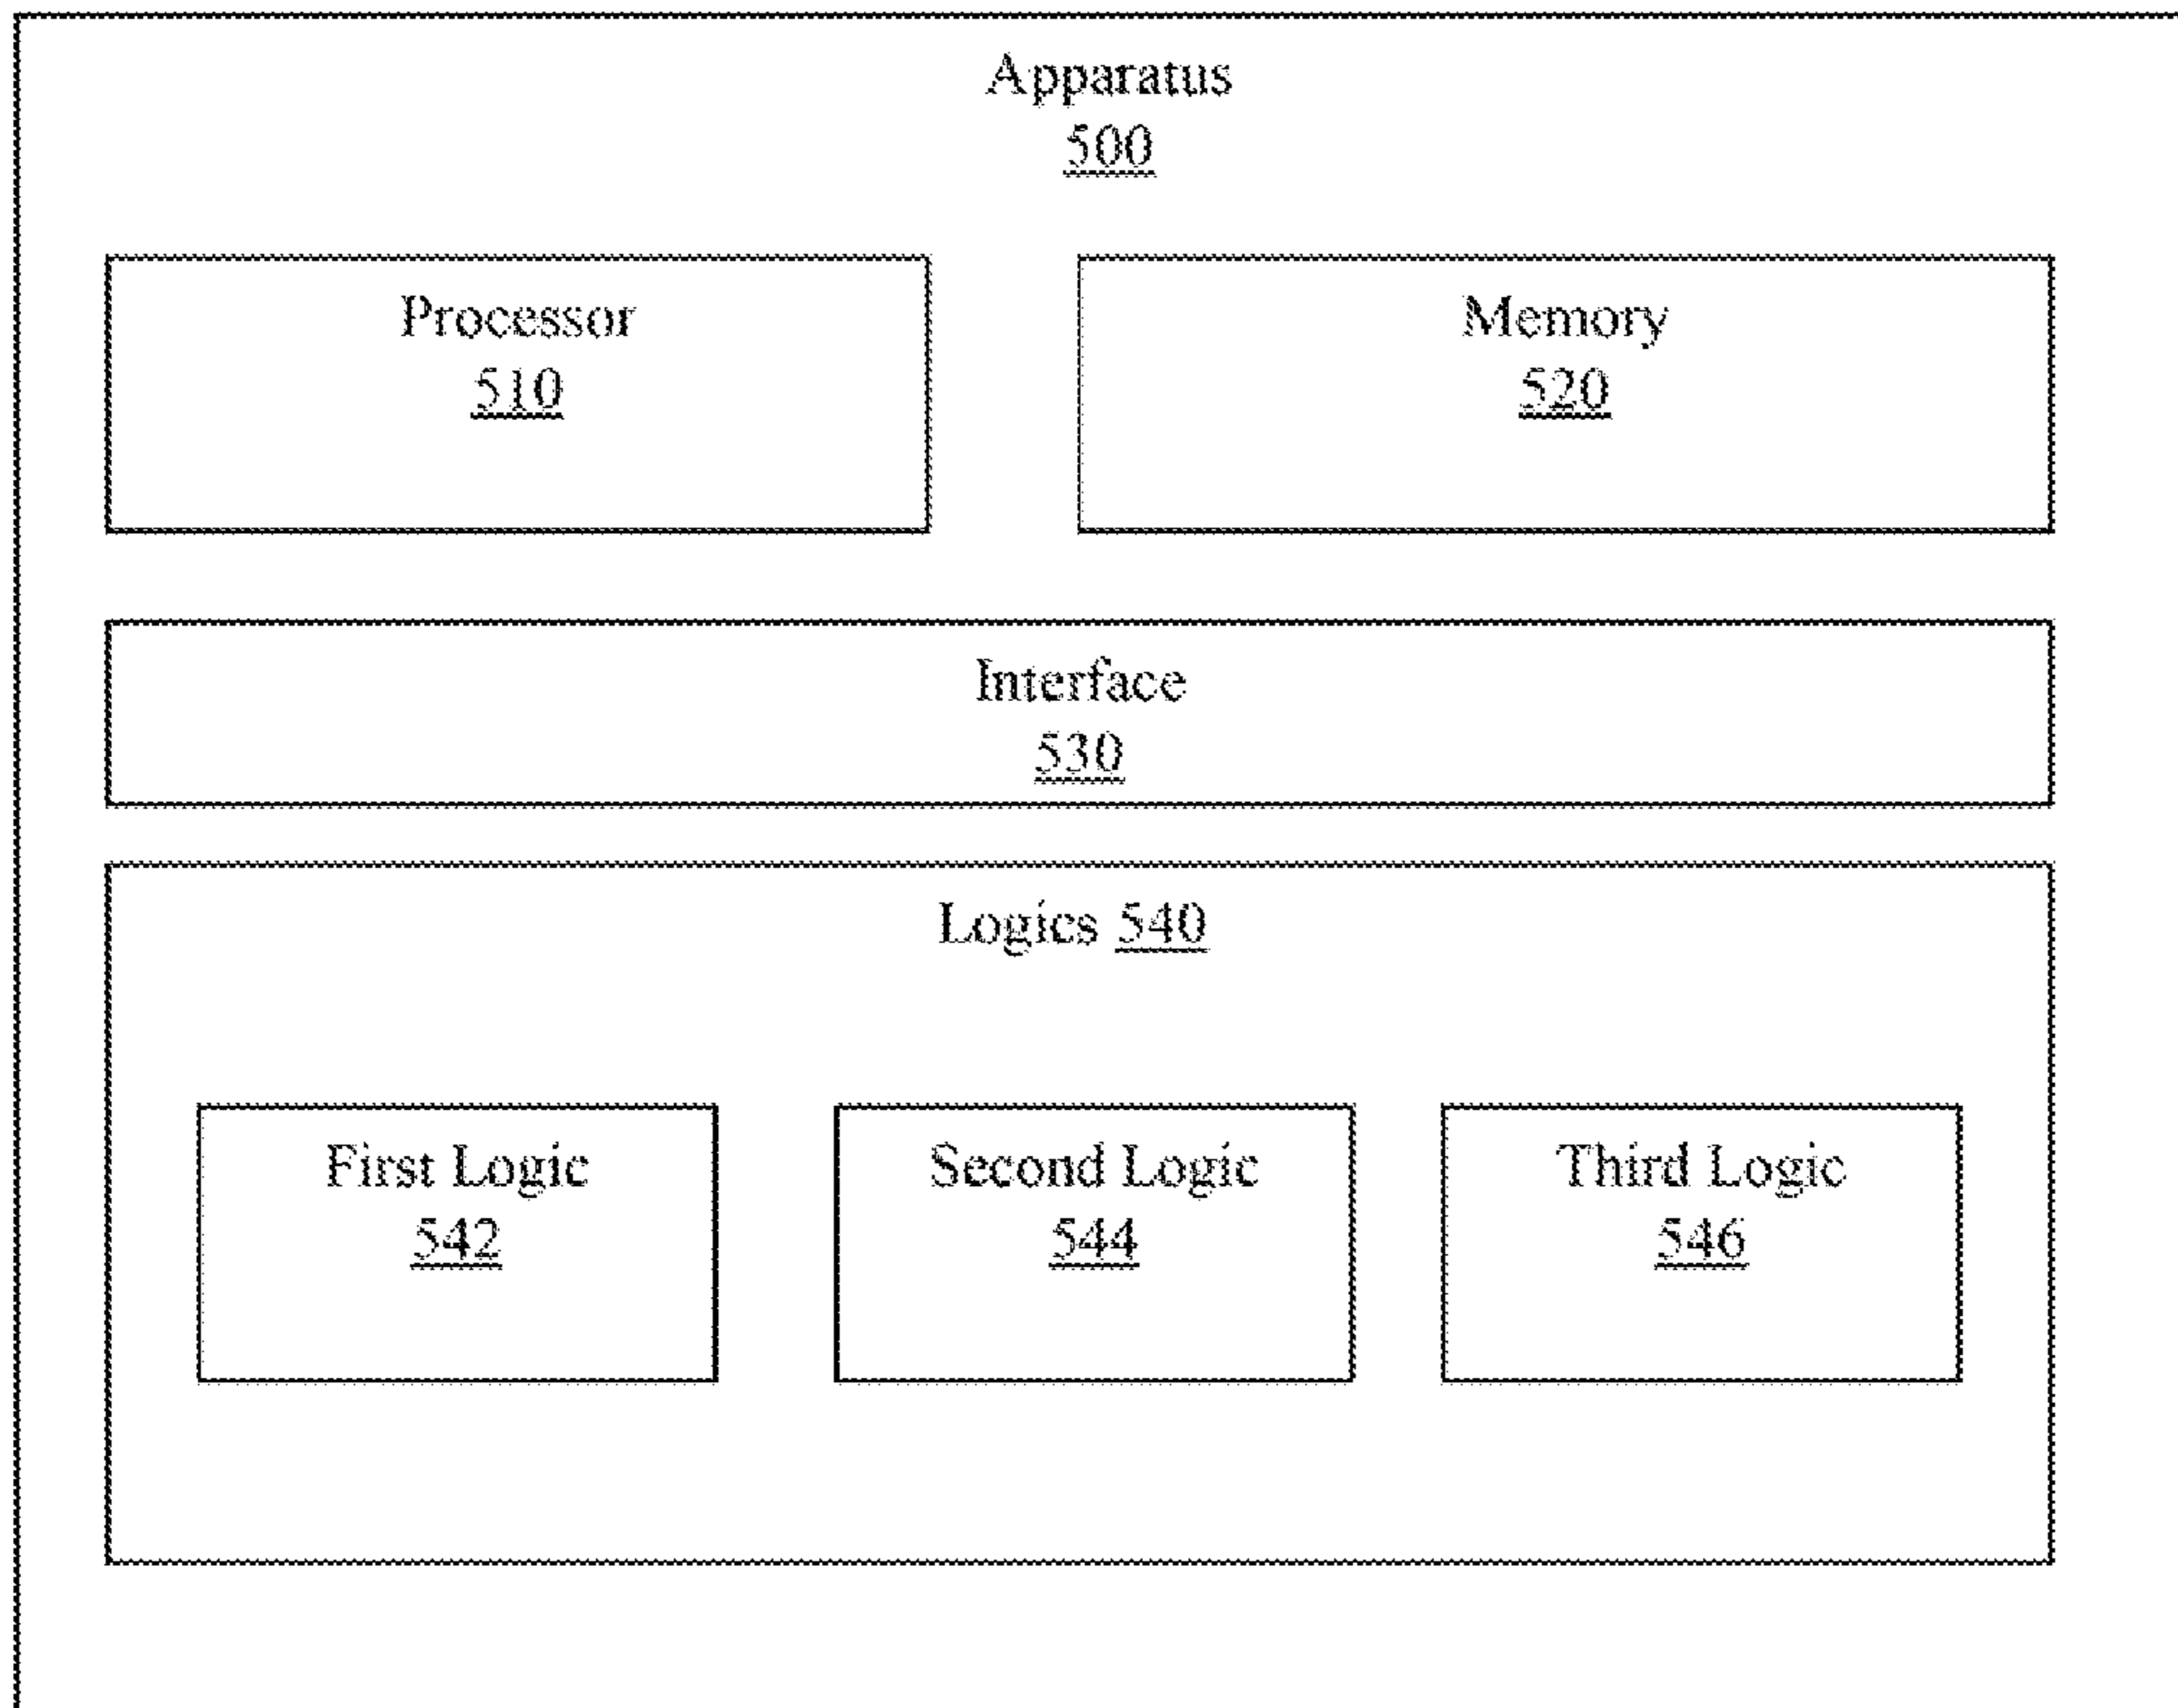 Apparatus
500
Processor
510
Memory
520
Interface
530
Logics 540
First Logic
542
Second Logic
544
Third Logic
546